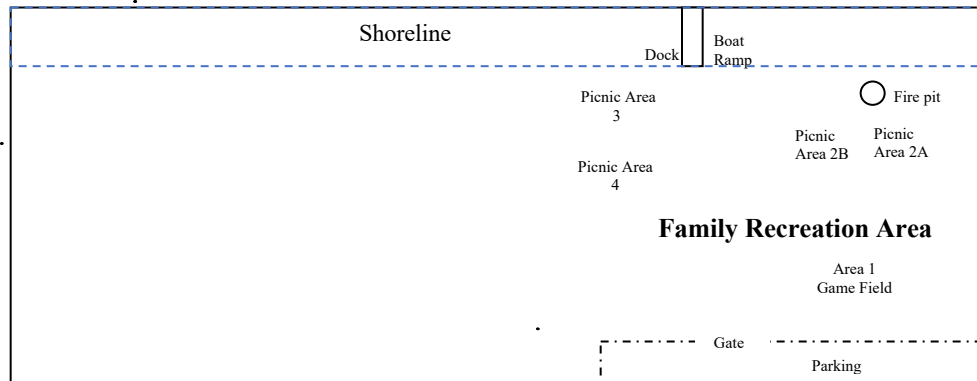 Shoreline
Dock
Boat
Ramp
Picnic Area
3
Fire pit
Picnic
Area 2B
Picnic
Area 2A
Picnic Area
4
Family Recreation Area
Area 1
Game Field
Gate
Parking